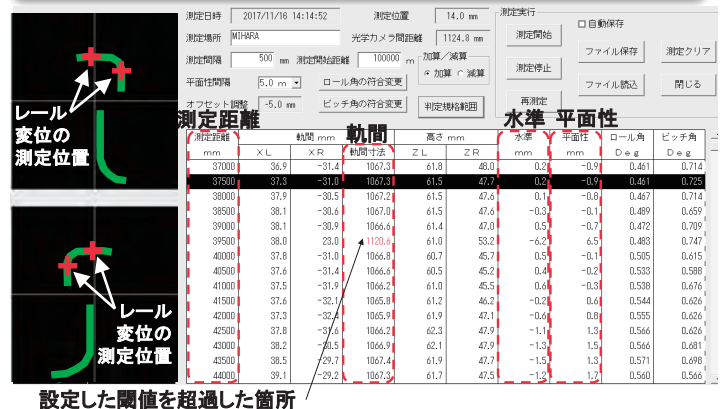 測定日時 2017/11/16 14:14:52 測定位置 14.0 mm 測定実行
測定場所 MIHARA 光学カメラ間距離 1124.8 mm 測定開始 □ 自動保存
測定間隔 500 mm 測定開始距離 100000 m 加算/減算 ファイル保存 測定クリア
平面性間隔 5.0 m ロール角の符合変更 加算 減算 測定停止
オフセット調整 -5.0 mm ピッチ角の符合変更 判定規格範囲 再測定 ファイル読込 閉じる
レール
変位の
測定位置
測定距離 軌間 水準 平面性
測定距離 軌間 mm 高さ mm 水準 平面性 ロール角 ピッチ角
mm XL XR 軌間寸法 ZL ZR mm mm Deg Deg
37000 36.9 -31.4 1067.3 61.8 48.0 0.2 -0.9 0.461 0.714
37500 37.3 -31.0 1067.3 61.5 47.7 0.2 -0.9 0.461 0.725
38000 37.9 -30.5 1067.2 61.5 47.6 0.1 -0.8 0.467 0.714
38500 38.1 -30.6 1067.0 61.5 47.6 -0.3 -0.1 0.489 0.659
39000 38.1 -30.9 1066.6 61.4 47.0 0.5 -0.7 0.472 0.709
39500 38.0 23.0 1120.6 61.0 53.2 -6.2 6.5 0.483 0.747
40000 37.8 -31.0 1066.8 60.7 45.7 0.5 -0.1 0.505 0.615
40500 37.6 -31.4 1066.6 60.5 45.2 0.4 -0.2 0.533 0.588
41000 37.5 -31.9 1066.2 61.0 45.5 0.6 -0.3 0.538 0.676
41500 37.6 -32.1 1065.8 61.2 46.2 -0.2 0.6 0.544 0.626
42000 37.3 -32.4 1065.9 61.9 47.1 -0.6 0.8 0.555 0.626
42500 37.8 -31.6 1066.2 62.3 47.9 -1.1 1.3 0.566 0.626
43000 38.2 -30.5 1066.9 62.1 47.9 -1.3 1.5 0.566 0.681
43500 38.5 -29.7 1067.4 61.9 47.7 -1.5 1.3 0.571 0.698
44000 39.1 -29.2 1067.3 61.7 47.5 -1.2 1.7 0.560 0.566
レール
変位の
測定位置
設定した閾値を超過した箇所